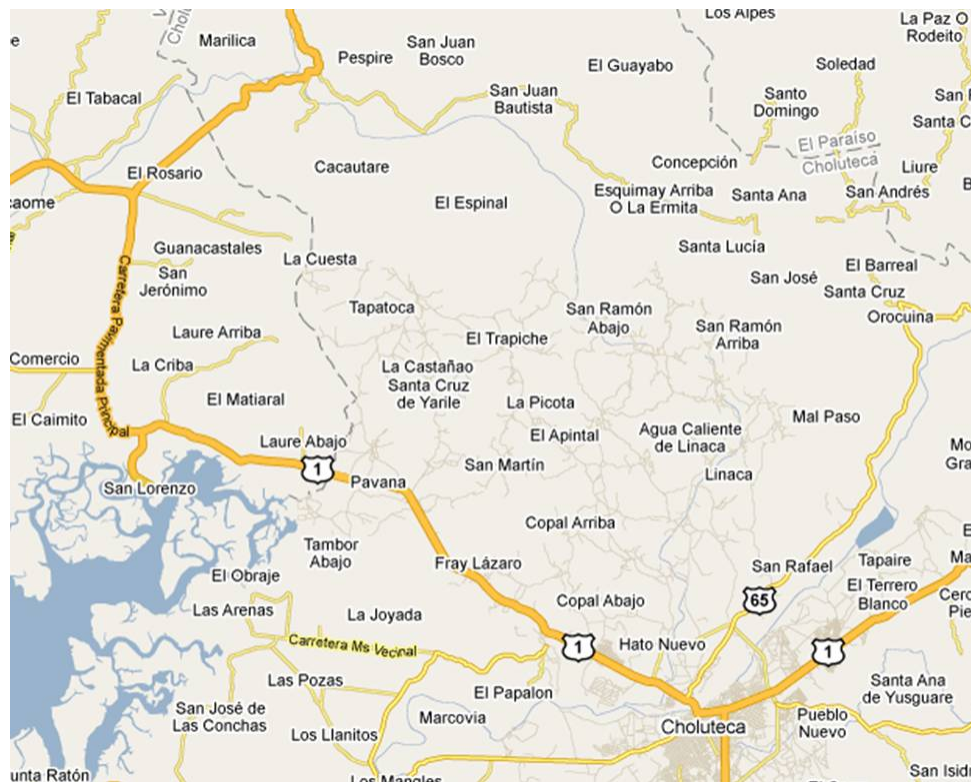 Los Alpes
La Paz O
Rodeito
Marilica
San Juan
Bosco
Pespire
El Guayabo
Soledad
El Tabacal
San Juan
Bautista
Santo
Domingo
El Paraíso
Choluteca
El Rosario
Cacautare
Concepción
Liure
caome
El Espinal
Esquimay Arriba
O La Ermita
Santa Ana
San Andrés
Guanacastales
Santa Lucía
La Cuesta
San
Jerónimo
San José
El Barreal
Santa Cruz
Tapatoca
San Ramón
Abajo
Orocuina
Carretera Pavimentada Principal
Laure Arriba
El Trapiche
San Ramón
Arriba
Comercio
La Criba
La Castañao
Santa Cruz
de Yarile
El Matiaral
La Picota
El Caimito
Mal Paso
Laure Abajo
El Apintal
Agua Caliente
de Linaca
1
San Martín
Linaca
San Lorenzo
Pavana
Copal Arriba
Tambor
Abajo
Fray Lázaro
San Rafael
Tapaire
El Obraje
El Terrero
Blanco
Las Arenas
La Joyada
Copal Abajo
65
Carretera Ms Vecinal
1
Hato Nuevo
1
Las Pozas
El Papalon
Santa Ana
de Yusguare
San José de
Las Conchas
Marcovia
Choluteca
Pueblo
Nuevo
Los Llanitos
unta Ratón
Los Mangles
San Isid